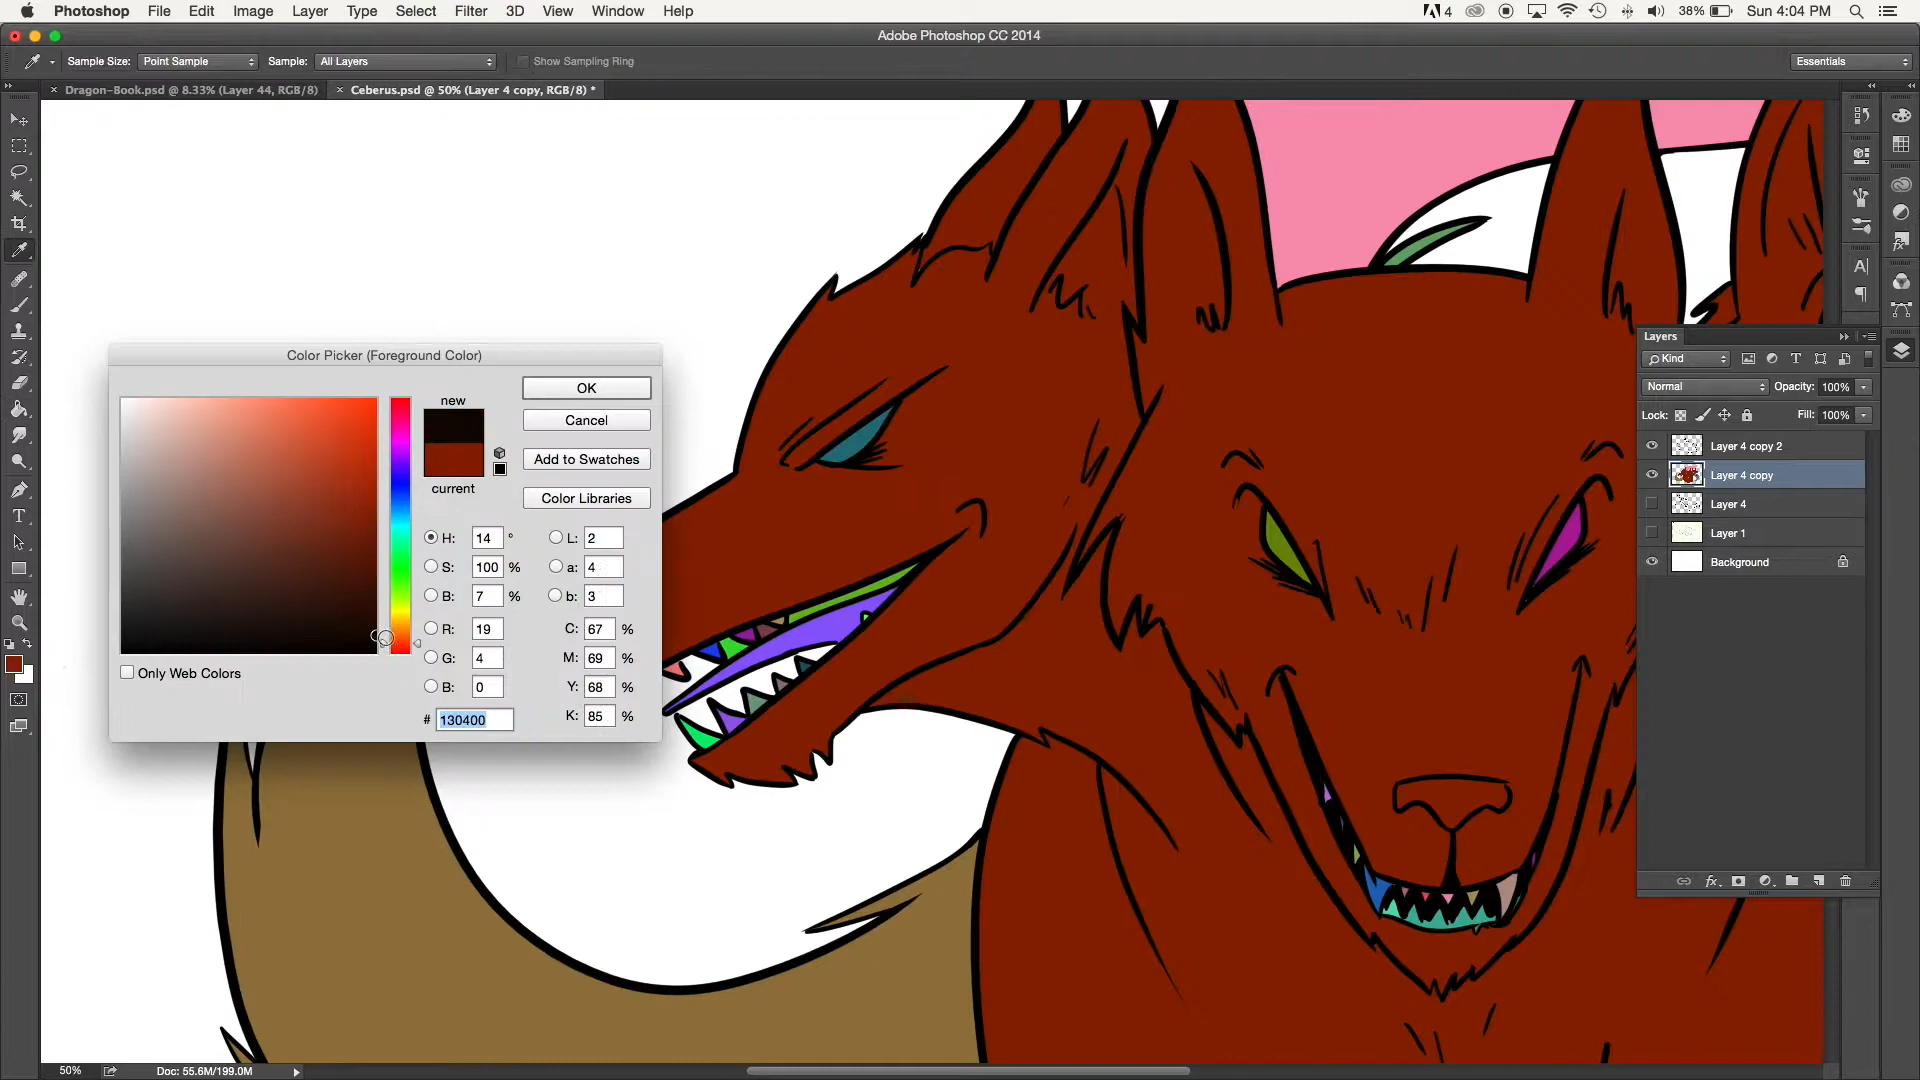 Photoshop File Edit Image Layer Type Select Filter 3D View Window Help 4 38% Sun 4:04 PM
Adobe Photoshop CC 2014
Sample Size: Point Sample Sample: All Layers Show Sampling Ring Essentials
Dragon-Book.psd @ 8.33% (Layer 44, RGB/8) Ceberus.psd @ 50% (Layer 4 copy, RGB/8) *
Color Picker (Foreground Color)
new
current
OK
Cancel
Add to Swatches
Color Libraries
H: 14 ° L: 2
S: 100 % a: 4
B: 7 % b: 3
R: 19 C: 67 %
G: 4 M: 69 %
B: 0 Y: 68 %
# 130400 K: 85 %
Only Web Colors
Layers
Kind
Normal Opacity: 100%
Lock: Fill: 100%
Layer 4 copy 2
Layer 4 copy
Layer 4
Layer 1
Background
50% Doc: 55.6M/199.0M